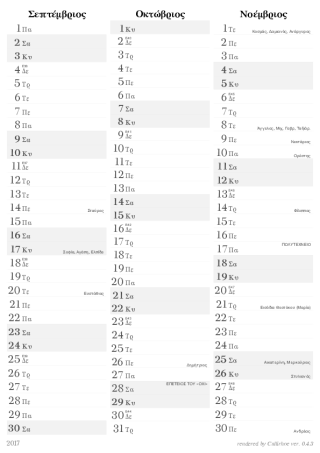 Σεπτέμβριος
1 Πα
2 Σα
3 Κυ
4 Δε
5 Τρ
6 Τε
7 Πε
8 Πα
9 Σα
10 Κυ
11 Δε
12 Τρ
13 Τε
14 Πε Σταύρος
15 Πα
16 Σα
17 Κυ Σοφία, Αγάπη, Ελπίδα
18 Δε
19 Τρ
20 Τε Ευστάθιος
21 Πε
22 Πα
23 Σα
24 Κυ
25 Δε
26 Τρ
27 Τε
28 Πε
29 Πα
30 Σα
Οκτώβριος
1 Κυ
2 Δε
3 Τρ
4 Τε
5 Πε
6 Πα
7 Σα
8 Κυ
9 Δε
10 Τρ
11 Τε
12 Πε
13 Πα
14 Σα
15 Κυ
16 Δε
17 Τρ
18 Τε
19 Πε
20 Πα
21 Σα
22 Κυ
23 Δε
24 Τρ
25 Τε
26 Πε Δημήτριος
27 Πα
28 Σα ΕΠΕΤΕΙΟΣ ΤΟΥ «ΟΧΙ»
29 Κυ
30 Δε
31 Τρ
Νοέμβριος
1 Τε Κοσμάς, Δαμιανός, Ανάργυρος
2 Πε
3 Πα
4 Σα
5 Κυ
6 Δε
7 Τρ
8 Τε Άγγελος, Μιχ, Γαβρ, Ταξιάρ
9 Πε Νεκτάριος
10 Πα Ορέστης
11 Σα
12 Κυ
13 Δε
14 Τρ Φίλιππος
15 Τε
16 Πε
17 Πα ΠΟΛΥΤΕΧΝΕΙΟ
18 Σα
19 Κυ
20 Δε
21 Τρ Εισόδια Θεοτόκου (Μαρία)
22 Τε
23 Πε
24 Πα
25 Σα Αικατερίνη, Μερκούριος
26 Κυ Στυλιανός
27 Δε
28 Τρ
29 Τε
30 Πε Ανδρέας
2017 rendered by Callirhoe ver. 0.4.3